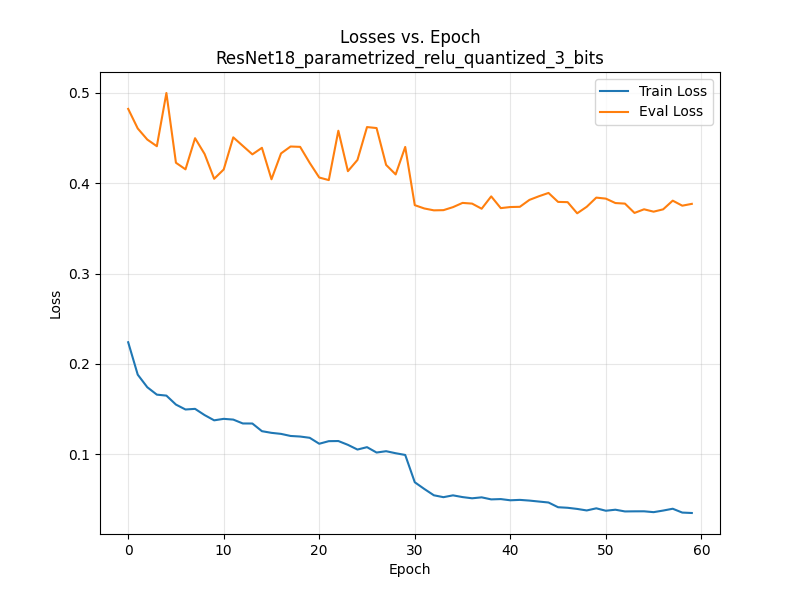 Losses vs. Epoch
ResNet18_parametrized_relu_quantized_3_bits
Train Loss
Eval Loss
0.5
0.4
0.3
0.2
0.1
Loss
0 10 20 30 40 50 60
Epoch